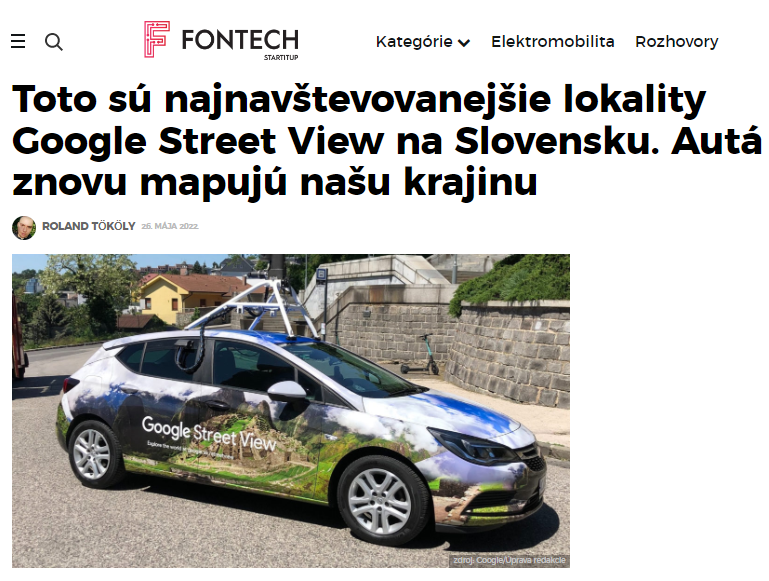 FONTECH
STARTITUP
Kategórie
Elektromobilita
Rozhovory
Toto sú najnavštevovanejšie lokality
Google Street View na Slovensku. Autá
znovu mapujú našu krajinu
ROLAND TÖKÖLY 26. MÁJA 2022
Google Street View
zdroj: Google/Úprava redakcie